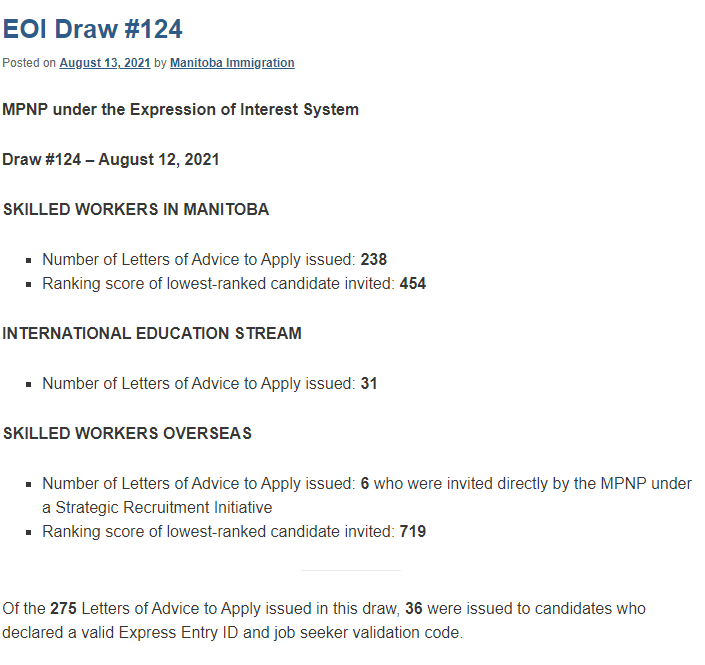 EOI Draw #124
Posted on August 13, 2021 by Manitoba Immigration
MPNP under the Expression of Interest System
Draw #124 – August 12, 2021
SKILLED WORKERS IN MANITOBA
▪ Number of Letters of Advice to Apply issued: 238
▪ Ranking score of lowest-ranked candidate invited: 454
INTERNATIONAL EDUCATION STREAM
▪ Number of Letters of Advice to Apply issued: 31
SKILLED WORKERS OVERSEAS
▪ Number of Letters of Advice to Apply issued: 6 who were invited directly by the MPNP under
a Strategic Recruitment Initiative
▪ Ranking score of lowest-ranked candidate invited: 719
Of the 275 Letters of Advice to Apply issued in this draw, 36 were issued to candidates who
declared a valid Express Entry ID and job seeker validation code.